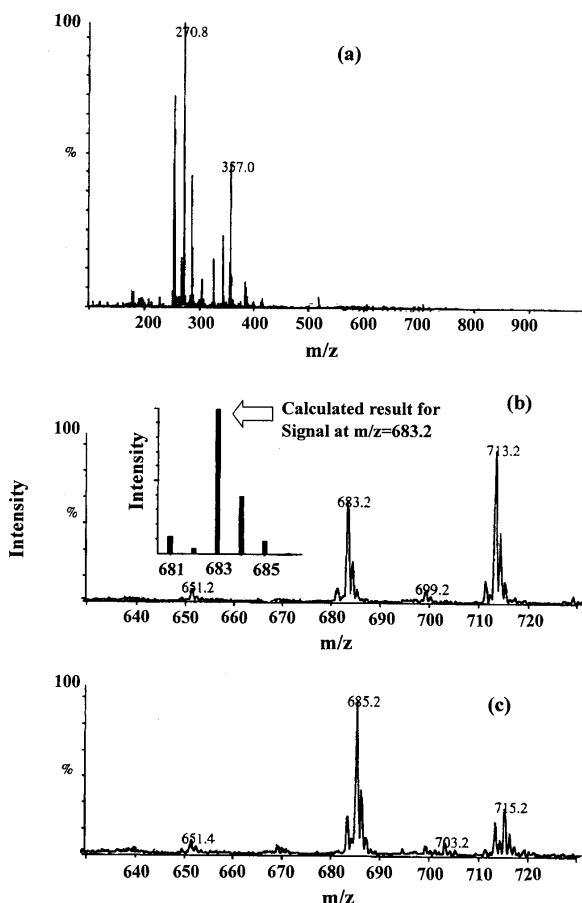 100
270.8
(a)
%
357.0
200 300 400 500 600 700 800 900
m/z
(b)
Calculated result for
Signal at m/z=683.2
Intensity
681 683 685
100
%
Intensity
651.2
683.2
699.2
713.2
640 650 660 670 680 690 700 710 720
m/z
100
(c)
%
651.4
685.2
703.2
715.2
640 650 660 670 680 690 700 710 720
m/z